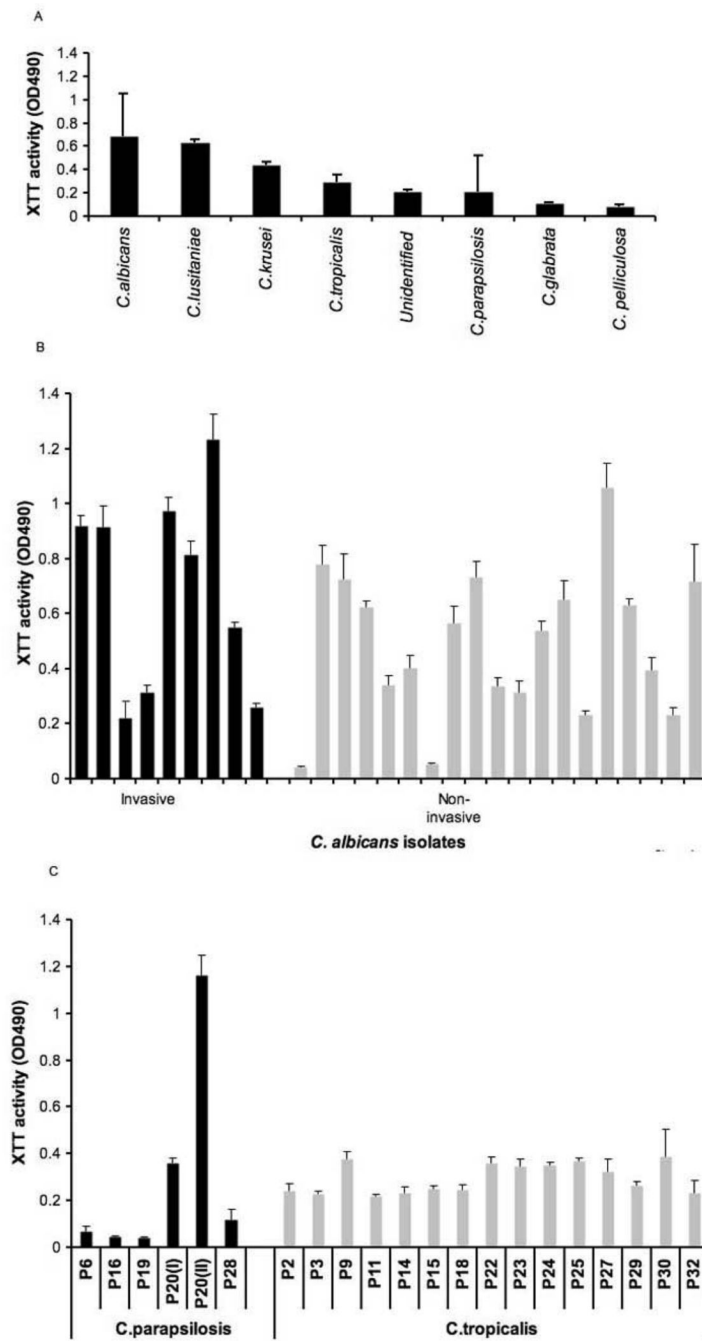 A
XTT activity (OD490)
1.4
1.2
1
0.8
0.6
0.4
0.2
0
C.albicans
C.lusitaniae
C.krusei
C.tropicalis
Unidentified
C.parapsilosis
C.glabrata
C. pelliculosa
B
XTT activity (OD490)
1.4
1.2
1
0.8
0.6
0.4
0.2
0
Invasive
Non-
invasive
C. albicans isolates
C
XTT activity (OD490)
1.4
1.2
1
0.8
0.6
0.4
0.2
0
P6
P16
P19
P20(I)
P20(II)
P28
P2
P3
P9
P11
P14
P15
P18
P22
P23
P24
P25
P27
P29
P30
P32
C.parapsilosis
C.tropicalis